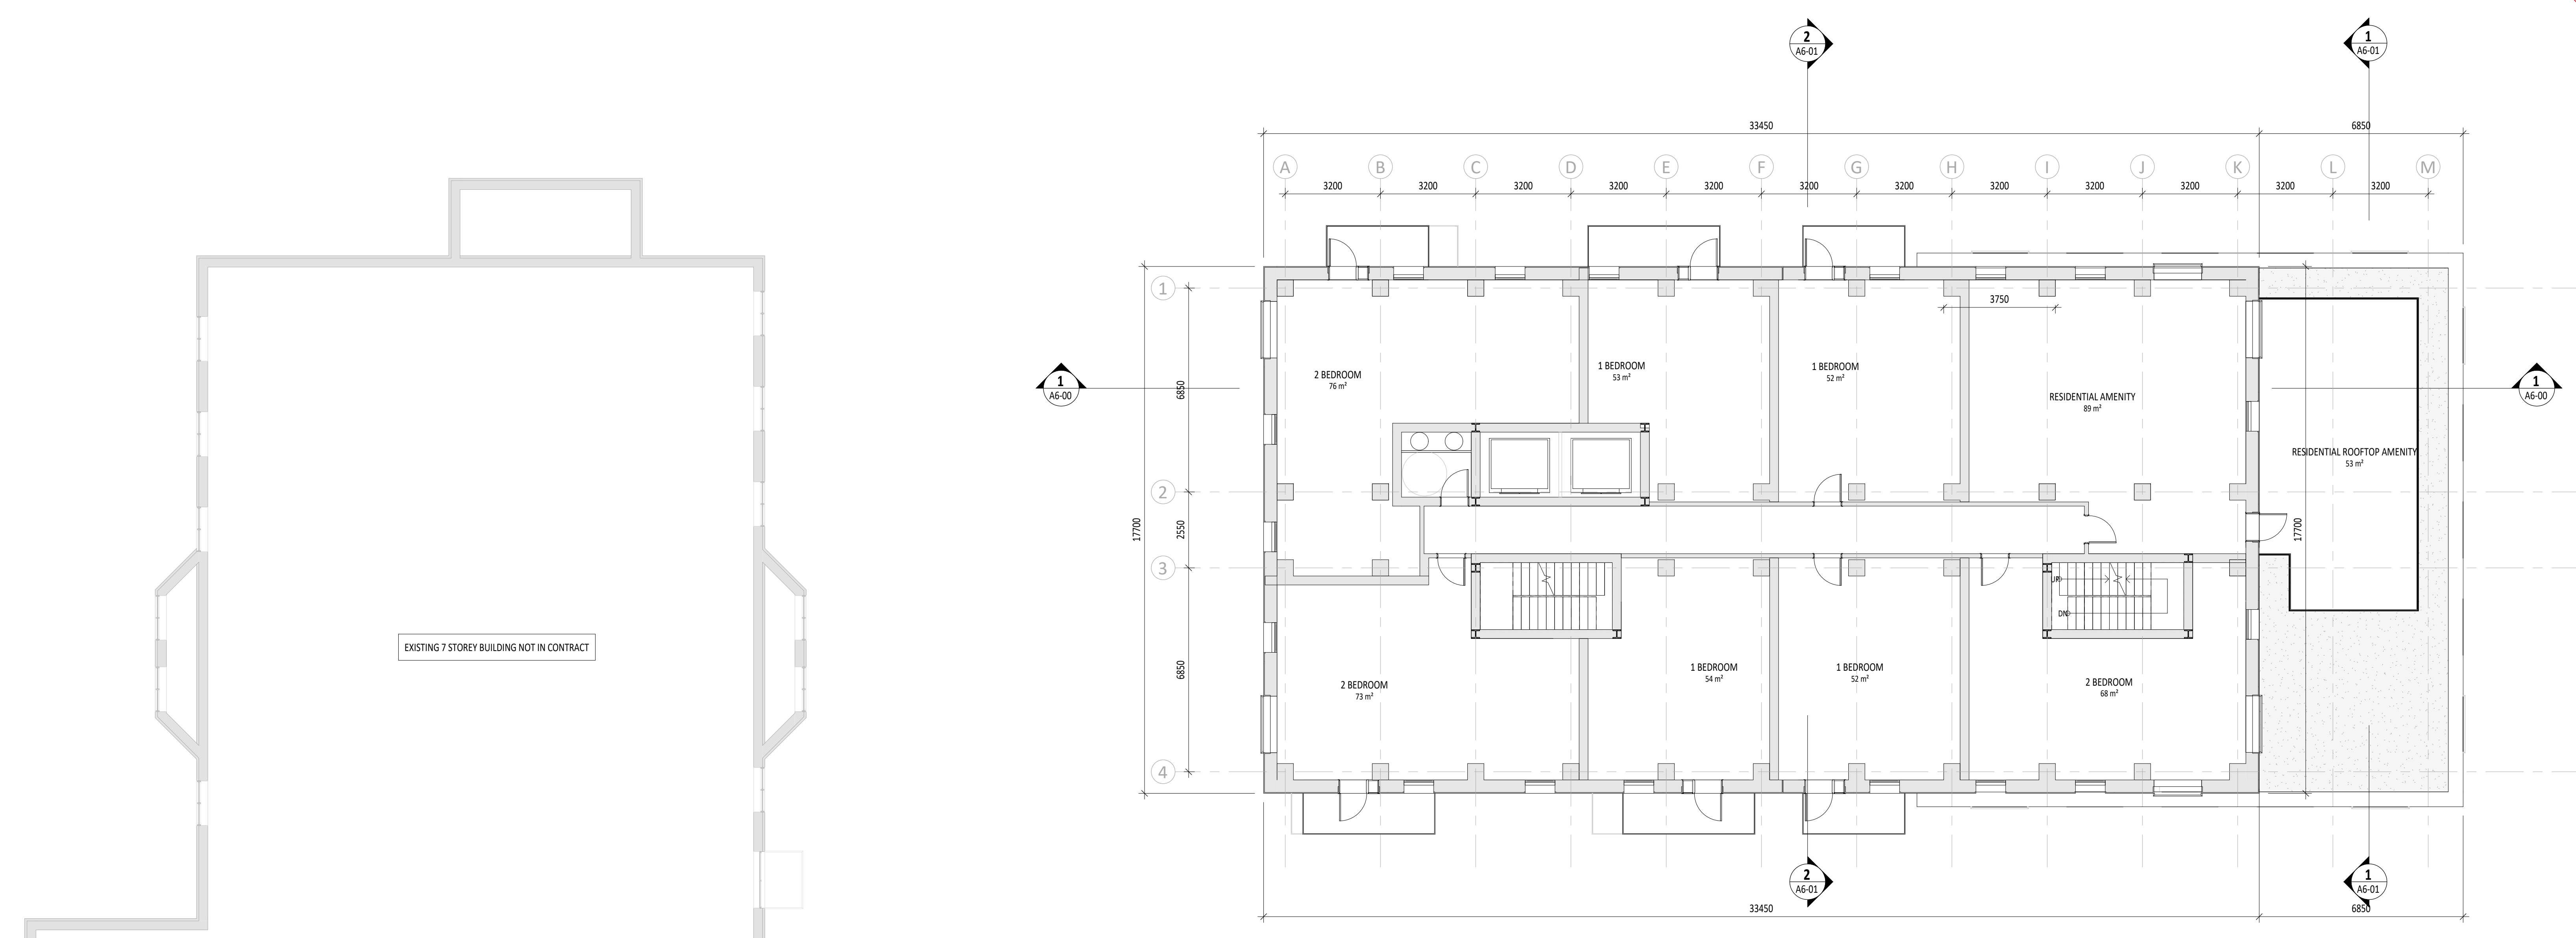 2
A6-01
1
A6-01
33450
6850
A
B
C
D
E
F
G
H
I
J
K
L
M
3200
3200
3200
3200
3200
3200
3200
3200
3200
3200
3200
3200
1
3750
2 BEDROOM
76 m²
1 BEDROOM
53 m²
1 BEDROOM
52 m²
RESIDENTIAL AMENITY
89 m²
1
A6-00
6850
1
A6-00
RESIDENTIAL ROOFTOP AMENITY
53 m²
2
17700
2550
17700
3
UP
DN
EXISTING 7 STOREY BUILDING NOT IN CONTRACT
6850
2 BEDROOM
73 m²
1 BEDROOM
54 m²
1 BEDROOM
52 m²
2 BEDROOM
68 m²
4
2
A6-01
1
A6-01
33450
6850